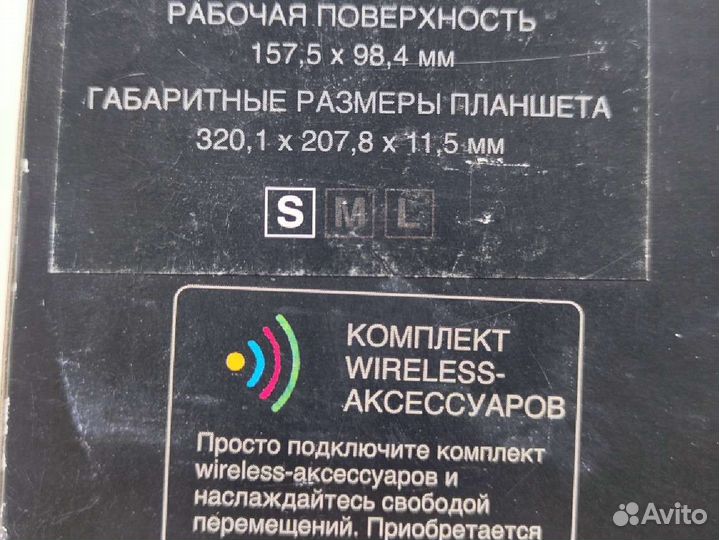 РАБОЧАЯ ПОВЕРХНОСТЬ
157,5 x 98,4 мм
ГАБАРИТНЫЕ РАЗМЕРЫ ПЛАНШЕТА
320,1 x 207,8 x 11,5 мм
S M L
КОМПЛЕКТ
WIRELESS-
АКСЕССУАРОВ
Просто подключите комплект
wireless-аксессуаров и
наслаждайтесь свободой
перемещений. Приобретается
Avito